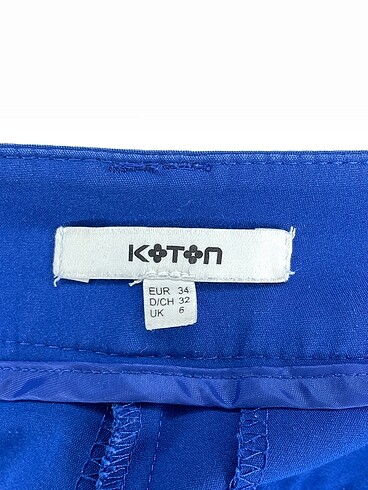 KOTON
EUR 34
D/CH 32
UK 6